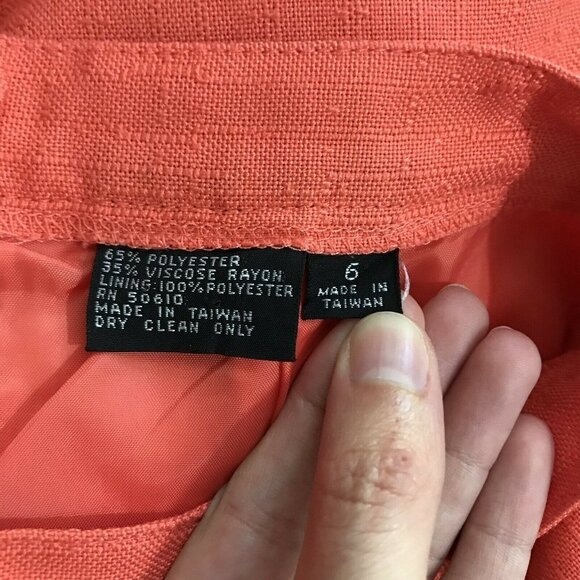 65% POLYESTER
35% VISCOSE RAYON
LINING:100% POLYESTER
RN 50610
MADE IN TAIWAN
DRY CLEAN ONLY
6
MADE IN
TAIWAN